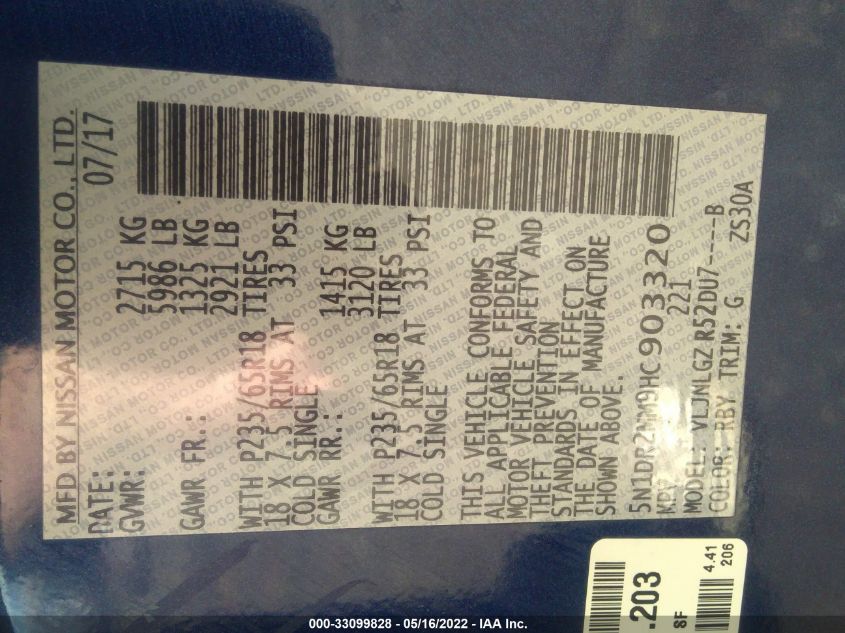 MFD BY NISSAN MOTOR CO., LTD.
DATE: 07/17
GVWR: 2715 KG
5986 LB
GAWR FR.: 1325 KG
2921 LB
WITH P235/65R18 TIRES
18 X 7.5 RIMS AT 33 PSI
COLD SINGLE
GAWR RR.: 1415 KG
3120 LB
WITH P235/65R18 TIRES
18 X 7.5 RIMS AT 33 PSI
COLD SINGLE
THIS VEHICLE CONFORMS TO
ALL APPLICABLE FEDERAL
MOTOR VEHICLE SAFETY AND
THEFT PREVENTION
STANDARDS IN EFFECT ON
THE DATE OF MANUFACTURE
SHOWN ABOVE.
5N1DR2MM9HC903320
221
MODEL: VLJNLGZ R52DU7----B
COLOR: RBY TRIM: G ZS30A
.203
8F
4.41
206
000-33099828 - 05/16/2022 - IAA Inc.